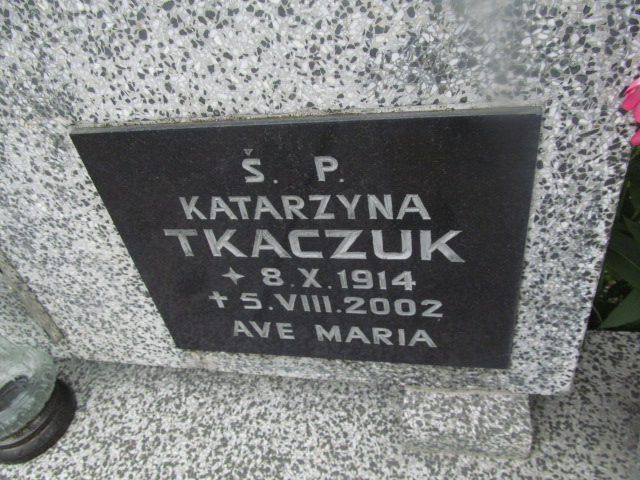 Ś. P.
KATARZYNA
TKACZUK
✦ 8.X.1914
✝ 5.VIII.2002
AVE MARIA